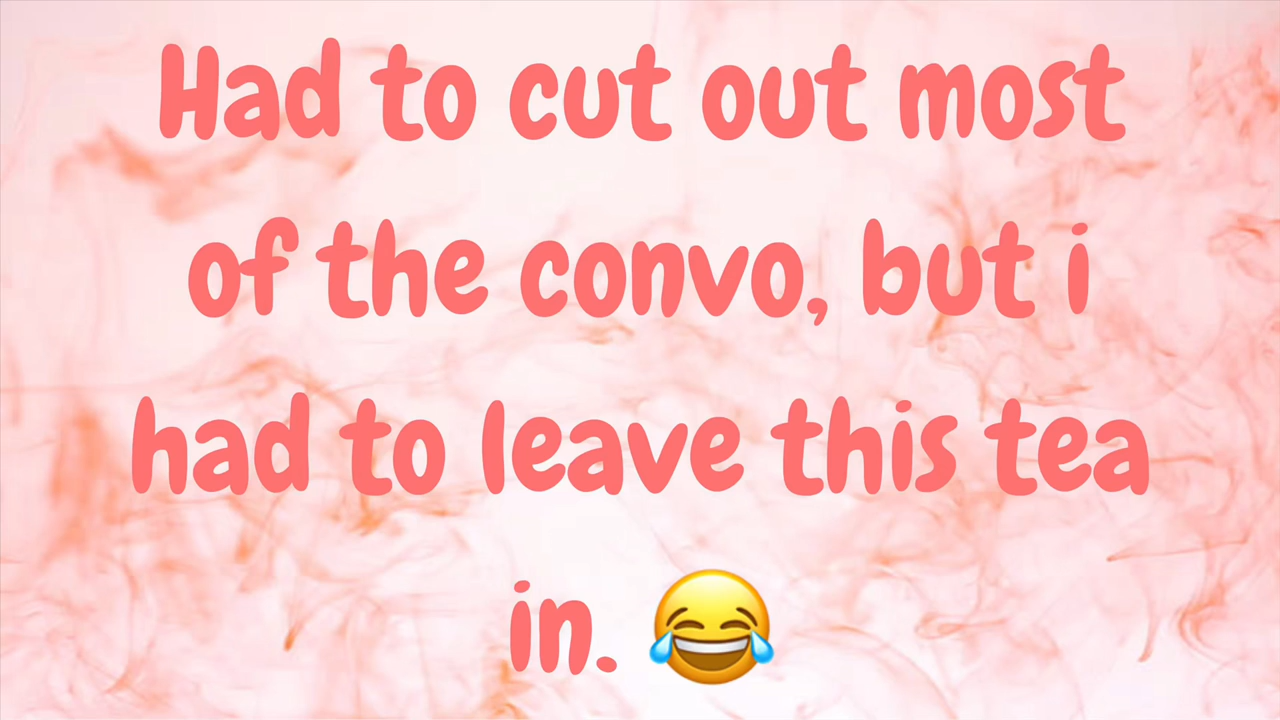 Had to cut out most
of the convo, but i
had to leave this tea
in. 😂